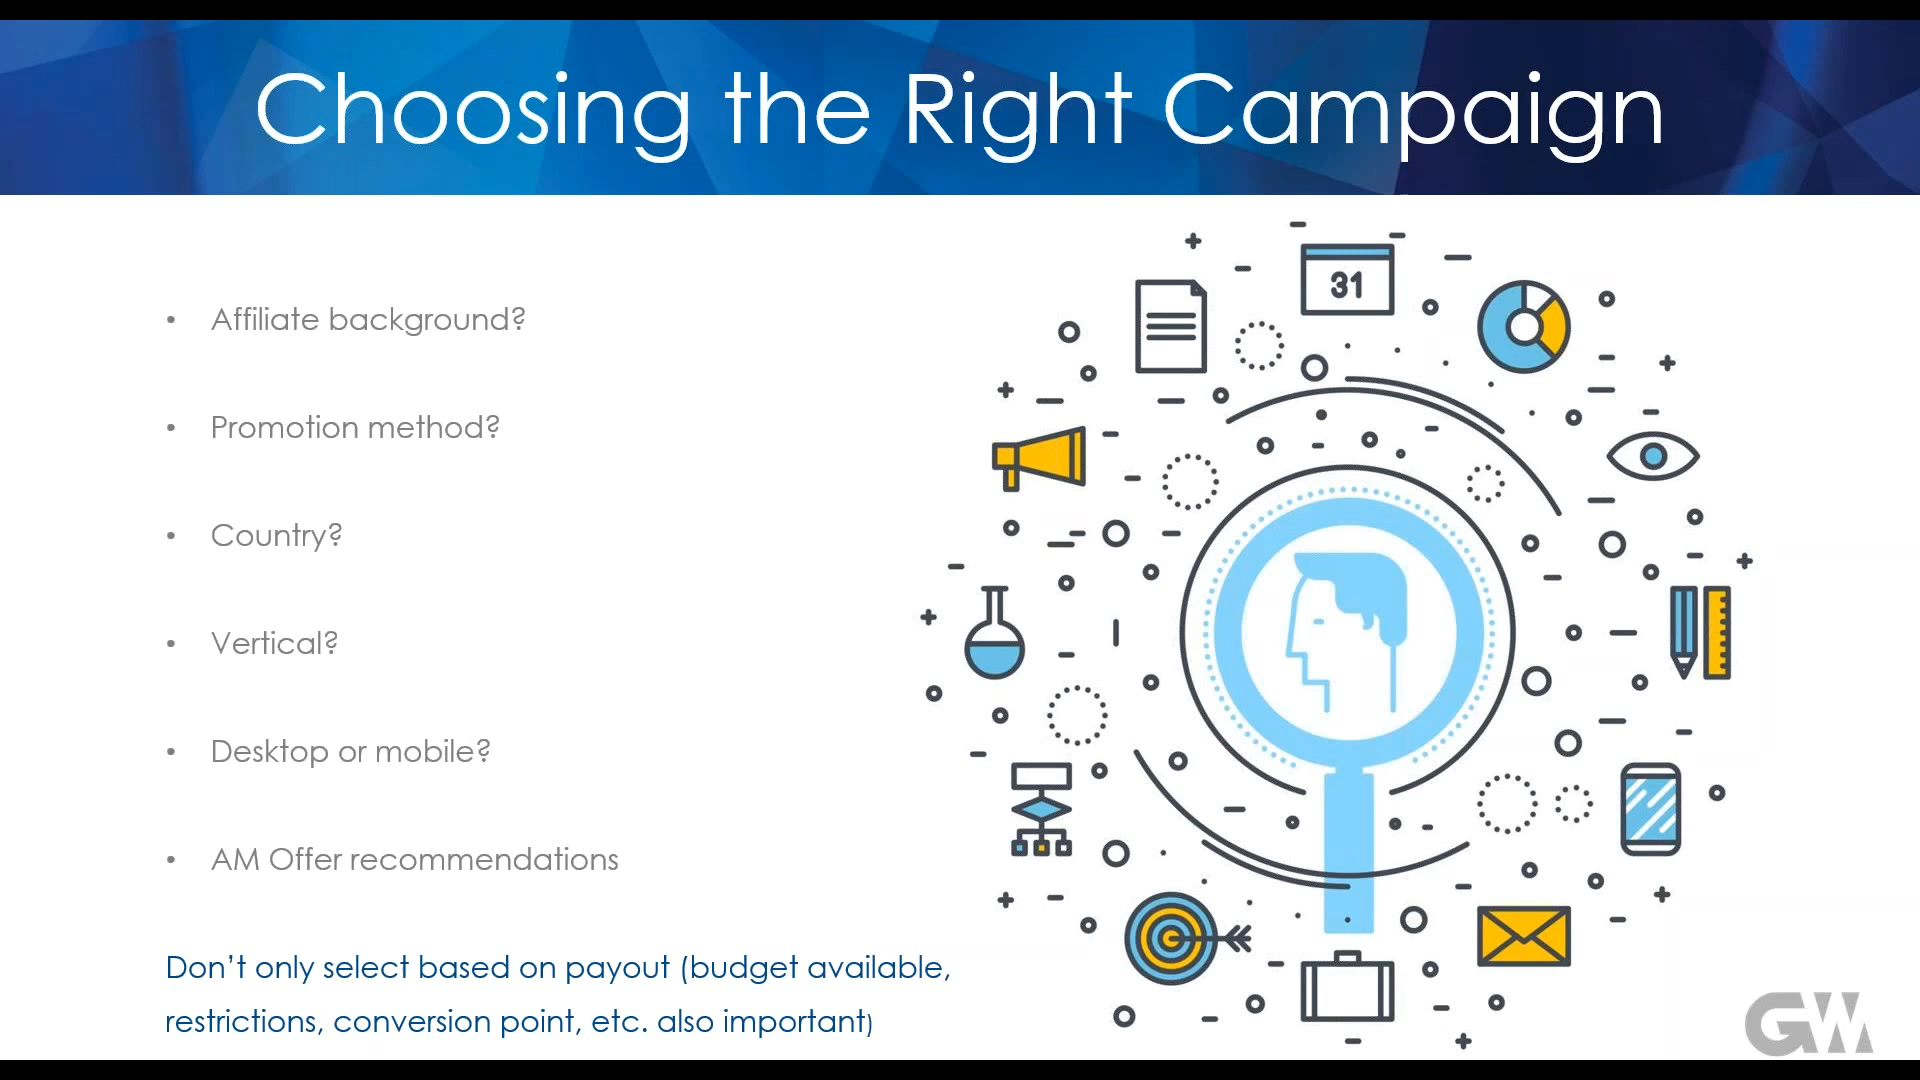 Choosing the Right Campaign
• Affiliate background?
• Promotion method?
• Country?
• Vertical?
• Desktop or mobile?
• AM Offer recommendations
Don’t only select based on payout (budget available,
restrictions, conversion point, etc. also important)
31
GWM